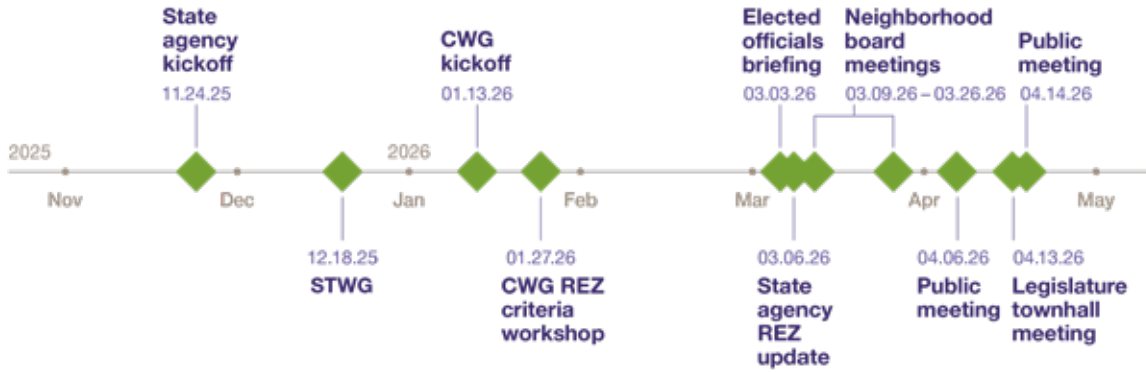 State
agency
kickoff
11.24.25
CWG
kickoff
01.13.26
Elected
officials
briefing
03.03.26
Neighborhood
board
meetings
03.09.26 – 03.26.26
Public
meeting
04.14.26
2025
2026
Nov
Dec
Jan
Feb
Mar
Apr
May
12.18.25
STWG
01.27.26
CWG REZ
criteria
workshop
03.06.26
State
agency
REZ
update
04.06.26
Public
meeting
04.13.26
Legislature
townhall
meeting